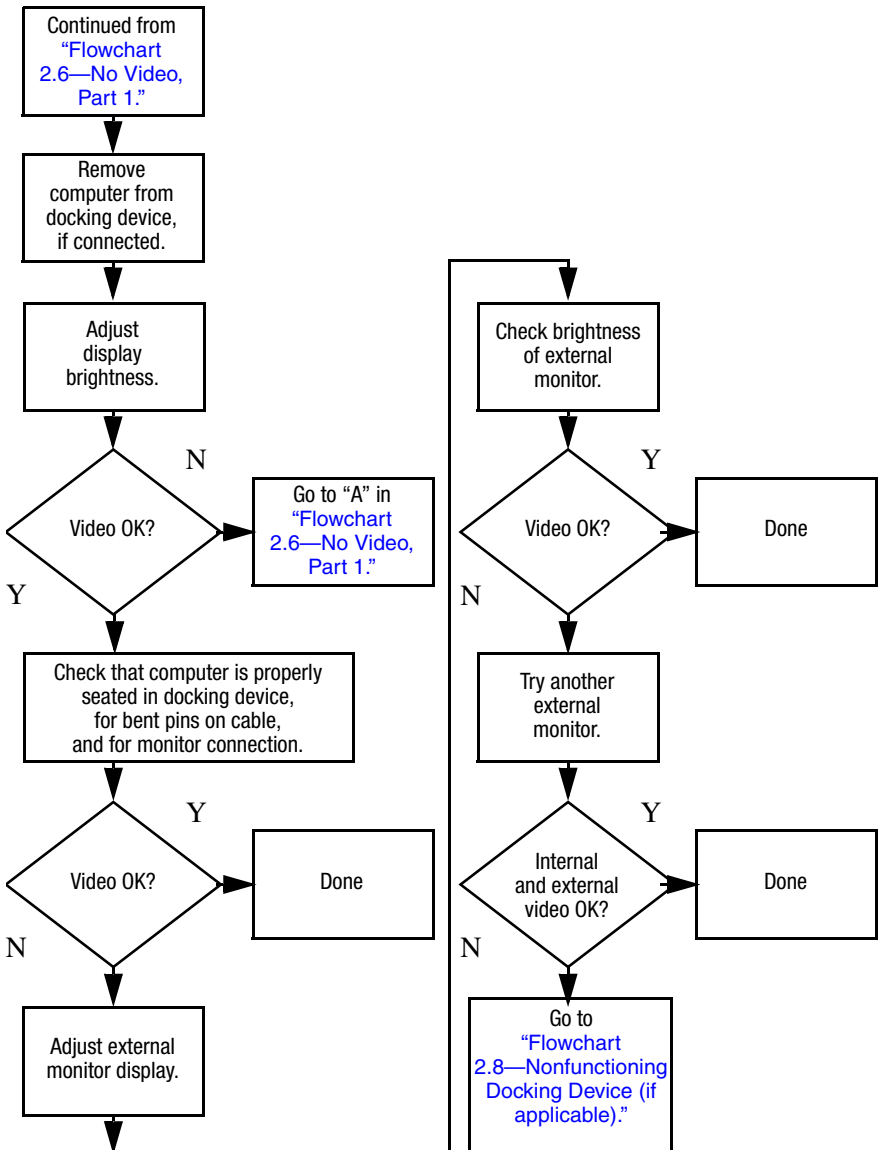 Continued from
“Flowchart
2.6—No Video,
Part 1.”
Remove
computer from
docking device,
if connected.
Adjust
display
brightness.
N
Video OK?
Go to “A” in
“Flowchart
2.6—No Video,
Part 1.”
Y
Check that computer is properly
seated in docking device,
for bent pins on cable,
and for monitor connection.
Y
Video OK?
Done
N
Adjust external
monitor display.
Check brightness
of external
monitor.
Y
Video OK?
Done
N
Try another
external
monitor.
Y
Internal
and external
video OK?
Done
N
Go to
“Flowchart
2.8—Nonfunctioning
Docking Device (if
applicable).”